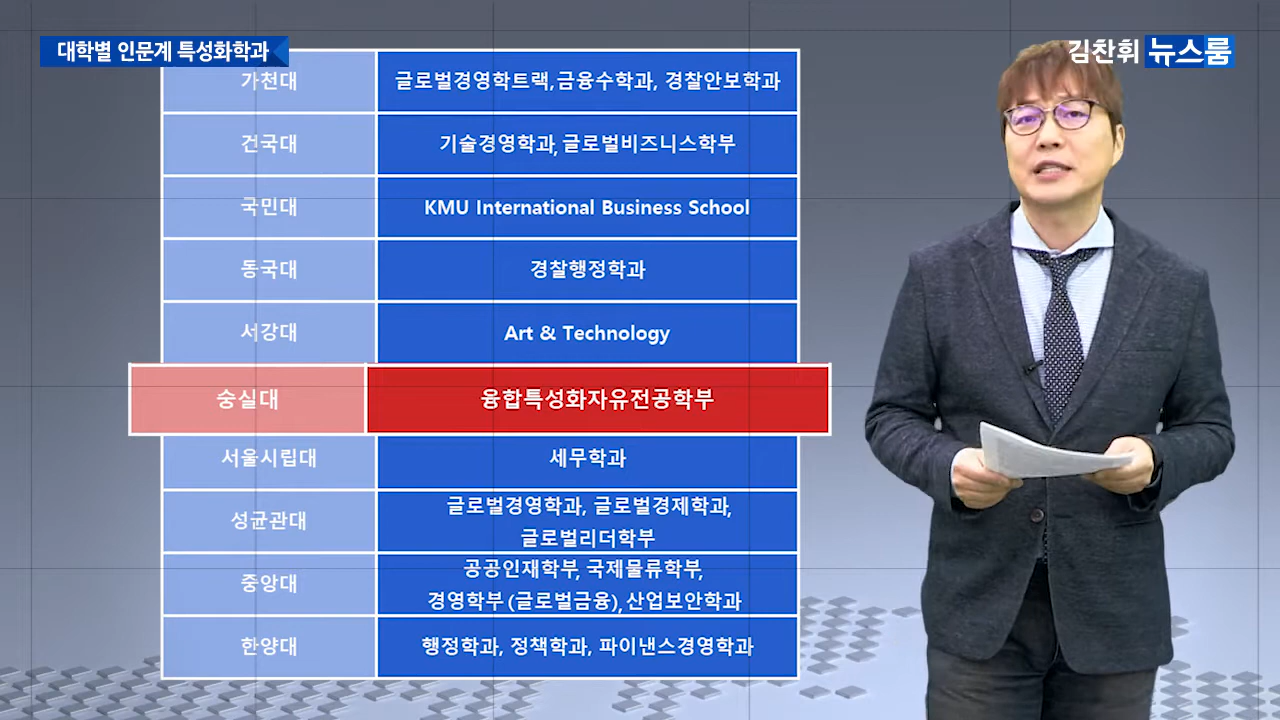 대학별 인문계 특성화학과
김찬휘 뉴스룸
가천대 글로벌경영학트랙,금융수학과, 경찰안보학과
건국대 기술경영학과, 글로벌비즈니스학부
국민대 KMU International Business School
동국대 경찰행정학과
서강대 Art & Technology
숭실대 융합특성화자유전공학부
서울시립대 세무학과
성균관대 글로벌경영학과, 글로벌경제학과,
글로벌리더학부
중앙대 공공인재학부, 국제물류학부,
경영학부 (글로벌금융), 산업보안학과
한양대 행정학과, 정책학과, 파이낸스경영학과